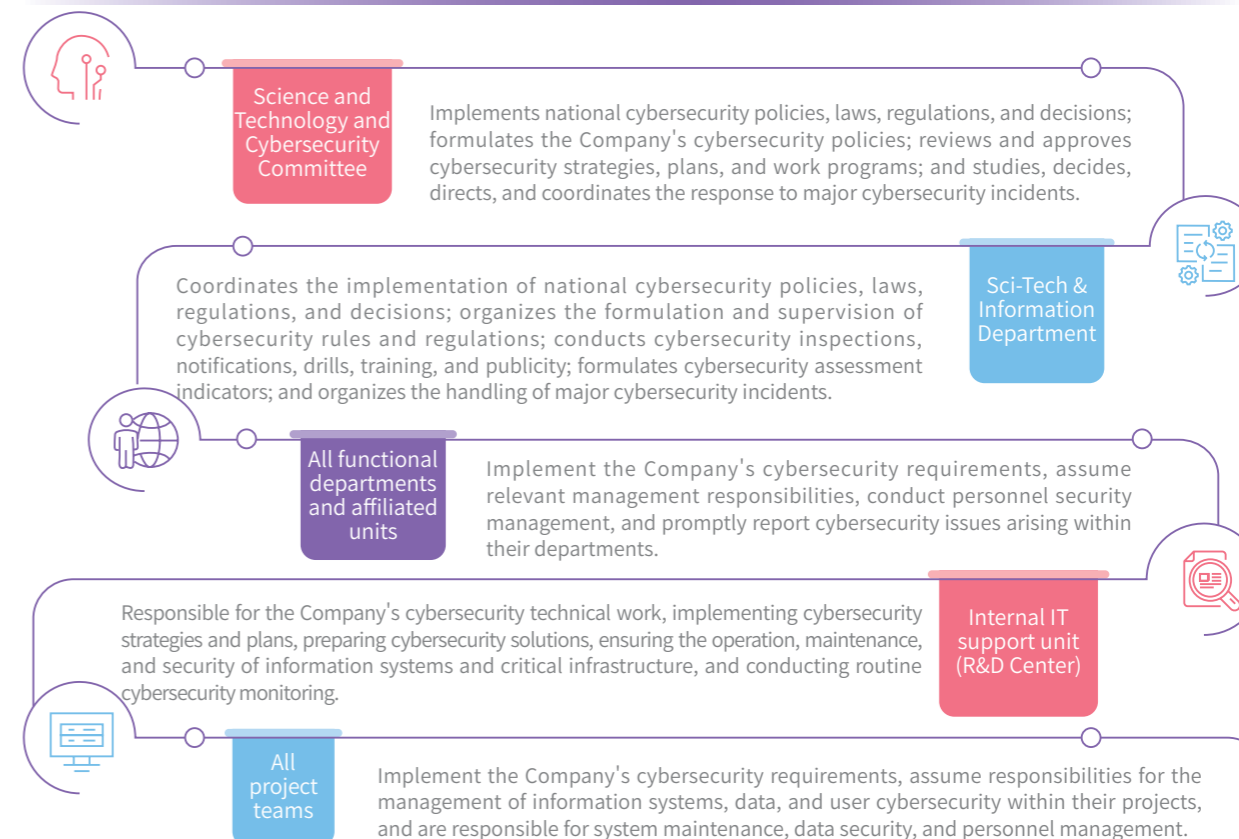 Science and
Technology and
Cybersecurity
Committee
Implements national cybersecurity policies, laws, regulations, and decisions;
formulates the Company's cybersecurity policies; reviews and approves
cybersecurity strategies, plans, and work programs; and studies, decides,
directs, and coordinates the response to major cybersecurity incidents.
Sci-Tech &
Information
Department
Coordinates the implementation of national cybersecurity policies, laws,
regulations, and decisions; organizes the formulation and supervision of
cybersecurity rules and regulations; conducts cybersecurity inspections,
notifications, drills, training, and publicity; formulates cybersecurity assessment
indicators; and organizes the handling of major cybersecurity incidents.
All functional
departments
and affiliated
units
Implement the Company's cybersecurity requirements, assume
relevant management responsibilities, conduct personnel security
management, and promptly report cybersecurity issues arising within
their departments.
Internal IT
support unit
(R&D Center)
Responsible for the Company's cybersecurity technical work, implementing cybersecurity
strategies and plans, preparing cybersecurity solutions, ensuring the operation, maintenance,
and security of information systems and critical infrastructure, and conducting routine
cybersecurity monitoring.
All
project
teams
Implement the Company's cybersecurity requirements, assume responsibilities for the
management of information systems, data, and user cybersecurity within their projects,
and are responsible for system maintenance, data security, and personnel management.